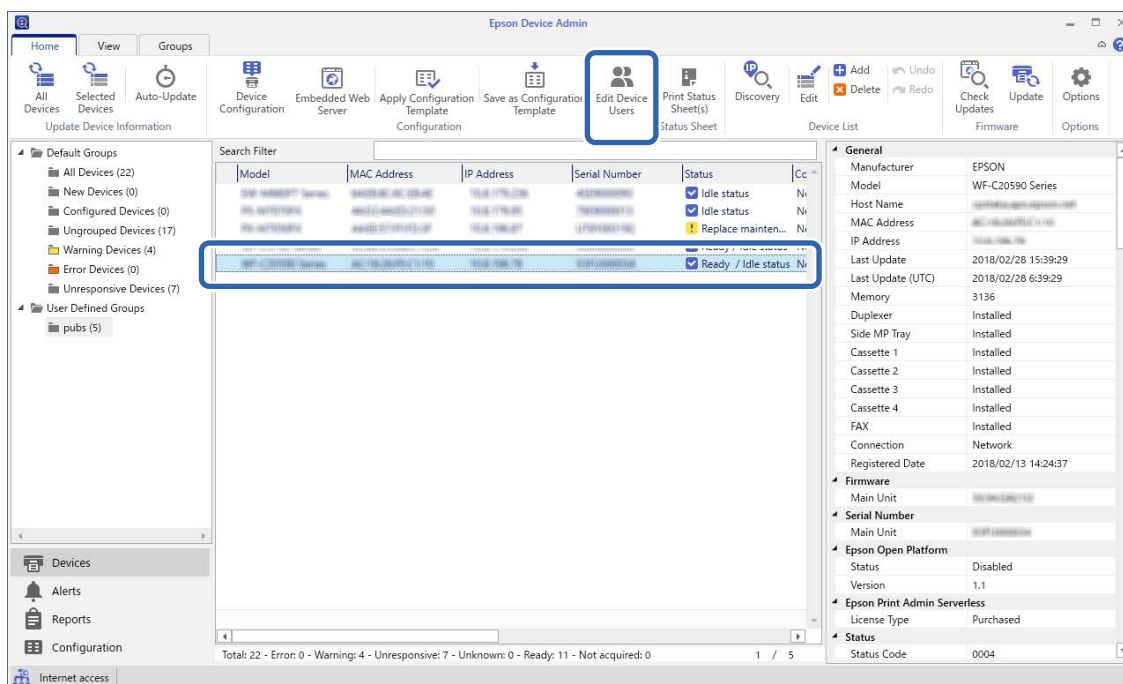 Epson Device Admin
Home View Groups
All Devices
Selected Devices
Auto-Update
Update Device Information
Device Configuration
Embedded Web Server
Apply Configuration Template
Save as Configuration Template
Edit Device Users
Configuration
Print Status Sheet(s)
Status Sheet
Discovery
Edit
Add
Delete
Undo
Redo
Device List
Check Updates
Update
Firmware
Options
Options
Default Groups
All Devices (22)
New Devices (0)
Configured Devices (0)
Ungrouped Devices (17)
Warning Devices (4)
Error Devices (0)
Unresponsive Devices (7)
User Defined Groups
pubs (5)
Devices
Alerts
Reports
Configuration
Search Filter
Model MAC Address IP Address Serial Number Status Cc
Idle status
Idle status
Replace mainten...
Ready / Idle status
Total: 22 - Error: 0 - Warning: 4 - Unresponsive: 7 - Unknown: 0 - Ready: 11 - Not acquired: 0 1 / 5
General
Manufacturer EPSON
Model WF-C20590 Series
Host Name
MAC Address
IP Address
Last Update 2018/02/28 15:39:29
Last Update (UTC) 2018/02/28 6:39:29
Memory 3136
Duplexer Installed
Side MP Tray Installed
Cassette 1 Installed
Cassette 2 Installed
Cassette 3 Installed
Cassette 4 Installed
FAX Installed
Connection Network
Registered Date 2018/02/13 14:24:37
Firmware
Main Unit
Serial Number
Main Unit
Epson Open Platform
Status Disabled
Version 1.1
Epson Print Admin Serverless
License Type Purchased
Status
Status Code 0004
Internet access